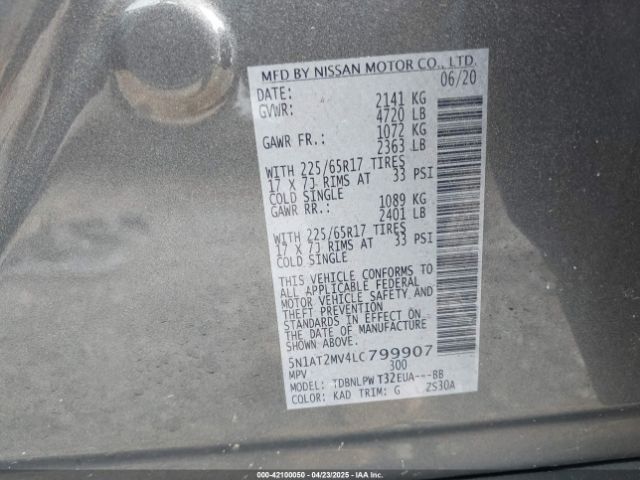 MFD BY NISSAN MOTOR CO., LTD.
DATE: 06/20
GVWR: 2141 KG
4720 LB
GAWR FR.: 1072 KG
2363 LB
WITH 225/65R17 TIRES
17 X 7J RIMS AT 33 PSI
COLD SINGLE
GAWR RR.: 1089 KG
2401 LB
WITH 225/65R17 TIRES
17 X 7J RIMS AT 33 PSI
COLD SINGLE
THIS VEHICLE CONFORMS TO
ALL APPLICABLE FEDERAL
MOTOR VEHICLE SAFETY AND
THEFT PREVENTION
STANDARDS IN EFFECT ON
THE DATE OF MANUFACTURE
SHOWN ABOVE.
5N1AT2MV4LC799907
MPV 300
MODEL: TDBNLPW T32EUA---BB
COLOR: KAD TRIM: G ZS30A
000-42100050 - 04/23/2025 - IAA Inc.